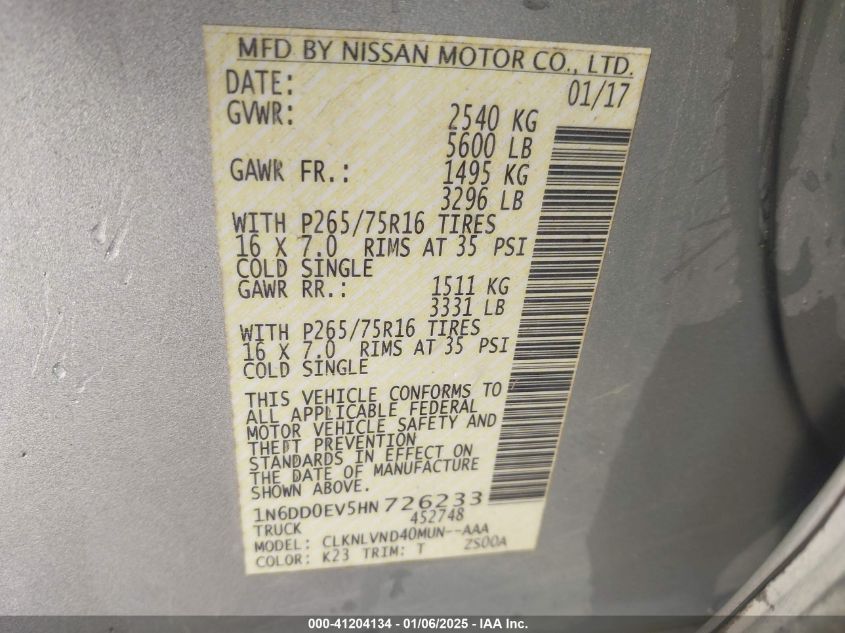 MFD BY NISSAN MOTOR CO., LTD.
DATE: 01/17
GVWR: 2540 KG
5600 LB
GAWR FR.: 1495 KG
3296 LB
WITH P265/75R16 TIRES
16 X 7.0 RIMS AT 35 PSI
COLD SINGLE
GAWR RR.: 1511 KG
3331 LB
WITH P265/75R16 TIRES
16 X 7.0 RIMS AT 35 PSI
COLD SINGLE
THIS VEHICLE CONFORMS TO
ALL APPLICABLE FEDERAL
MOTOR VEHICLE SAFETY AND
THEFT PREVENTION
STANDARDS IN EFFECT ON
THE DATE OF MANUFACTURE
SHOWN ABOVE.
1N6DD0EV5HN726233
TRUCK 452748
MODEL: CLKNLVND40MUN--AAA
COLOR: K23 TRIM: T ZS00A
000-41204134 - 01/06/2025 - IAA Inc.